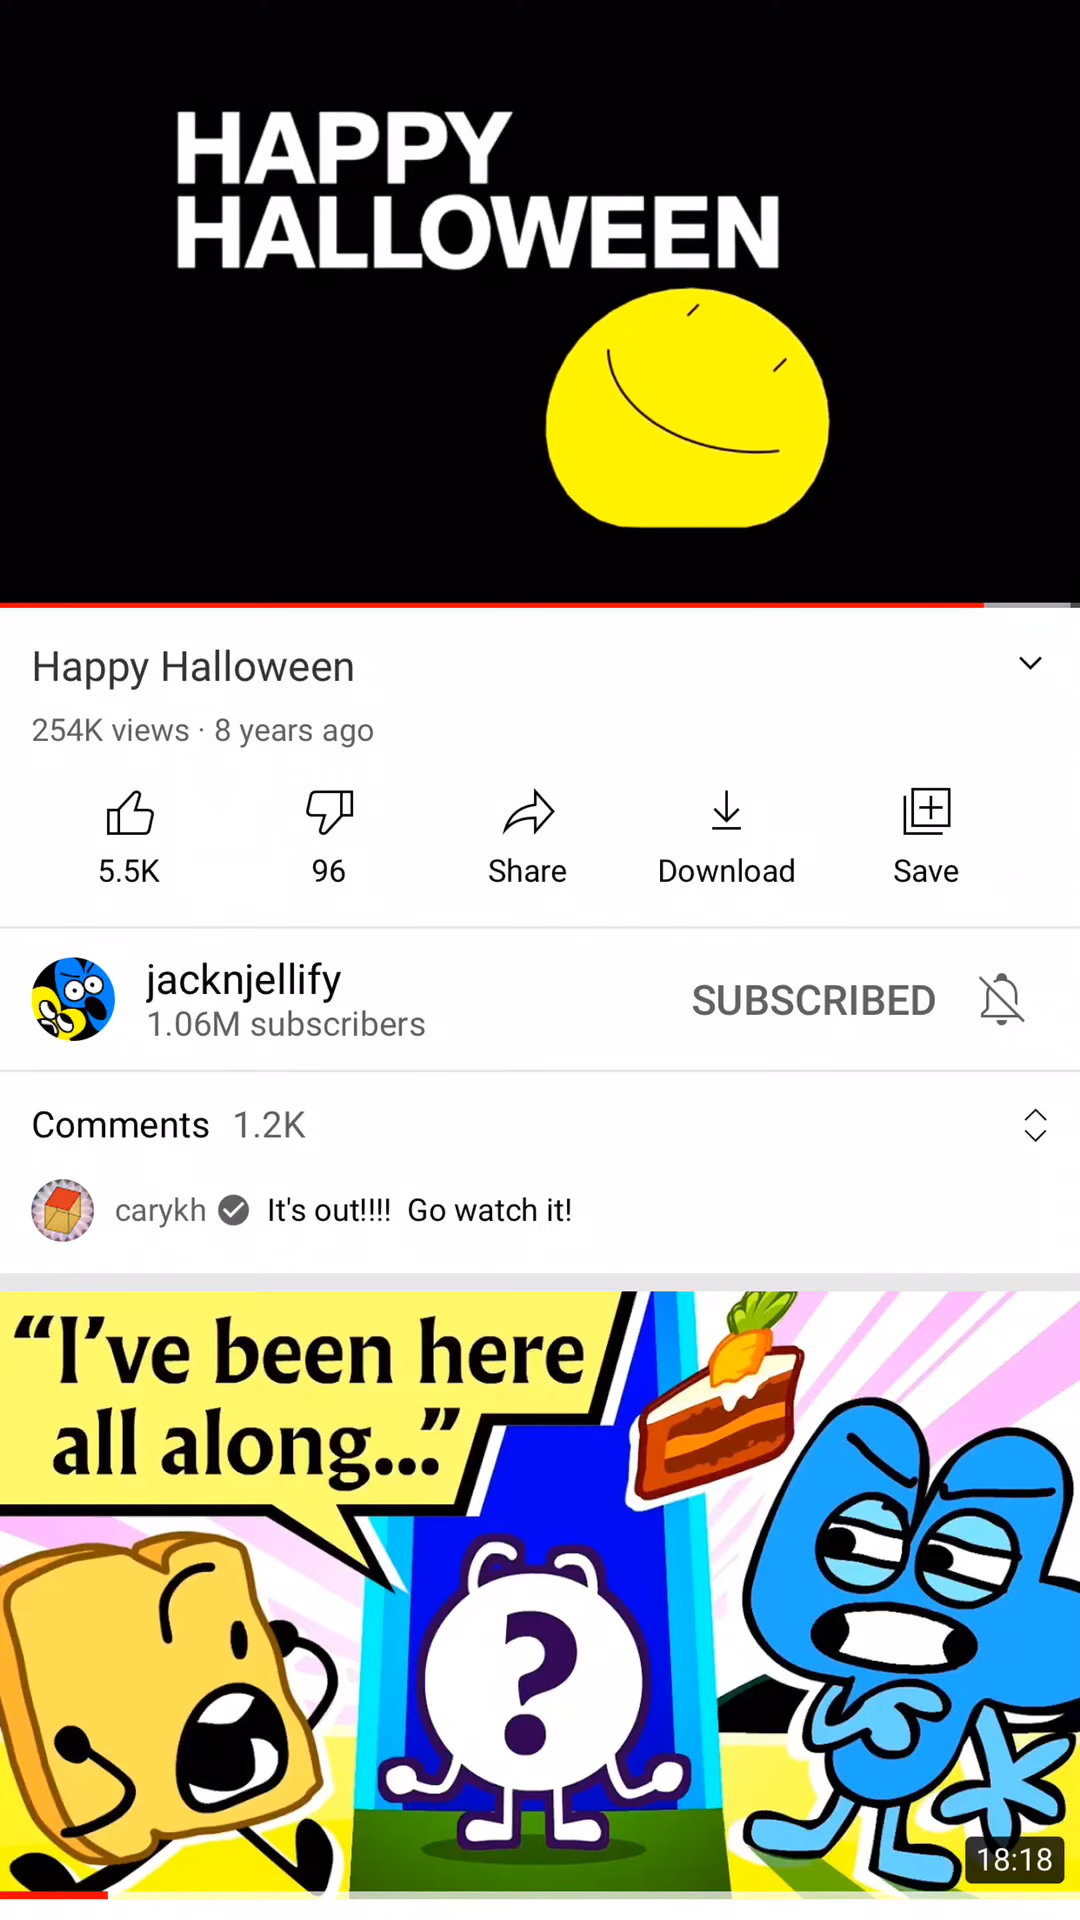 HAPPY
HALLOWEEN
Happy Halloween
254K views · 8 years ago
5.5K
96
Share
Download
Save
jacknjellify
1.06M subscribers
SUBSCRIBED
Comments 1.2K
carykh It's out!!!! Go watch it!
“I’ve been here
all along...”
?
18:18